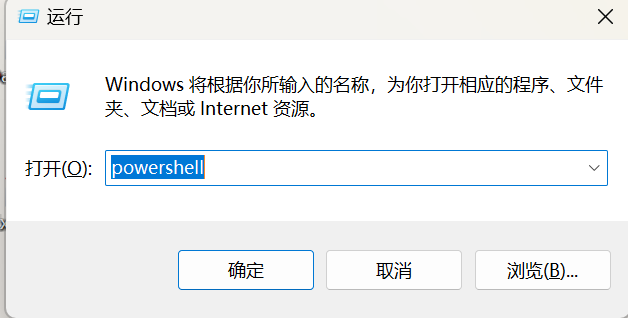 运行
Windows 将根据你所输入的名称，为你打开相应的程序、文件
夹、文档或 Internet 资源。
打开(O): powershell
确定 取消 浏览(B)...